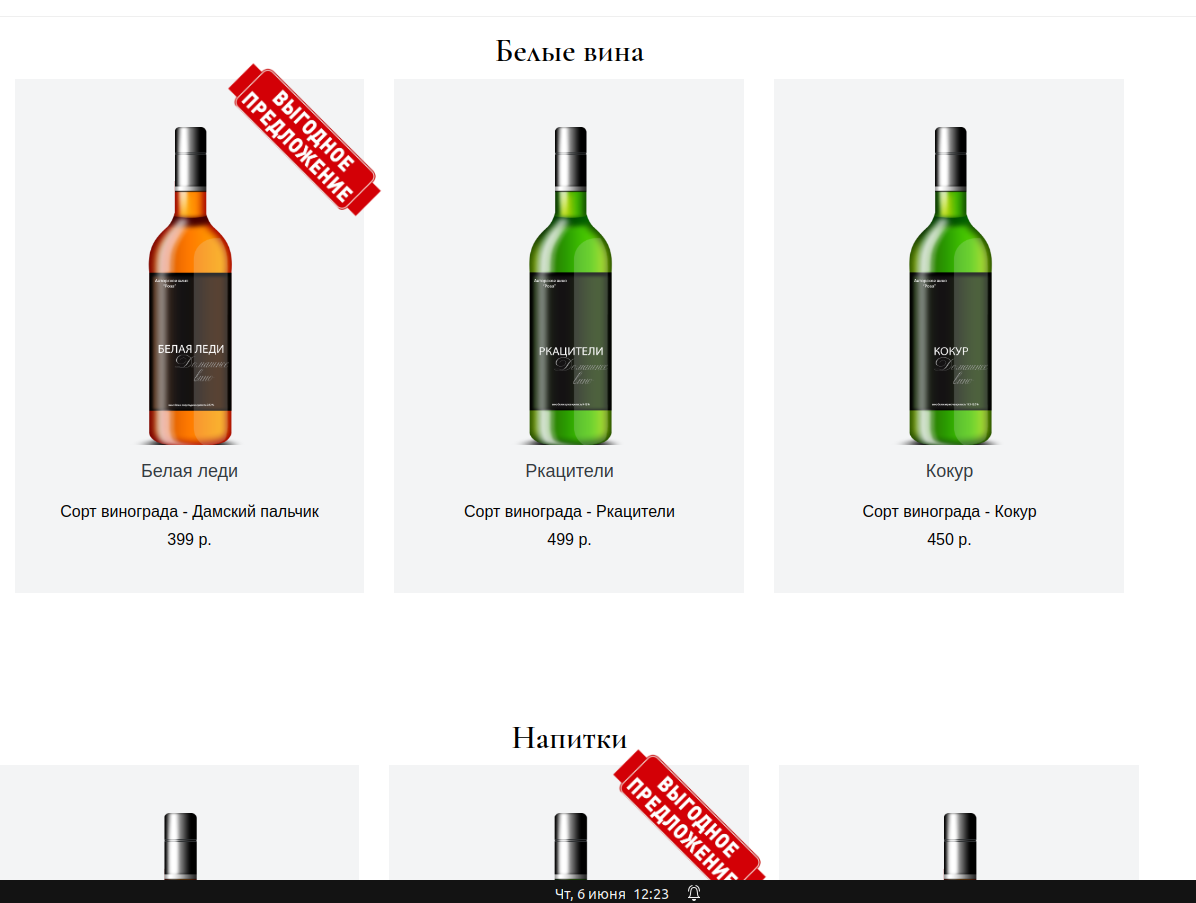 Белые вина
ВЫГОДНОЕ
ПРЕДЛОЖЕНИЕ
БЕЛАЯ ЛЕДИ
Домашнее
вино
РКАЦИТЕЛИ
Домашнее
вино
КОКУР
Домашнее
вино
Белая леди
Ркацители
Кокур
Сорт винограда - Дамский пальчик
Сорт винограда - Ркацители
Сорт винограда - Кокур
399 р.
499 р.
450 р.
Напитки
ВЫГОДНОЕ
ПРЕДЛОЖЕНИЕ
Чт, 6 июня 12:23